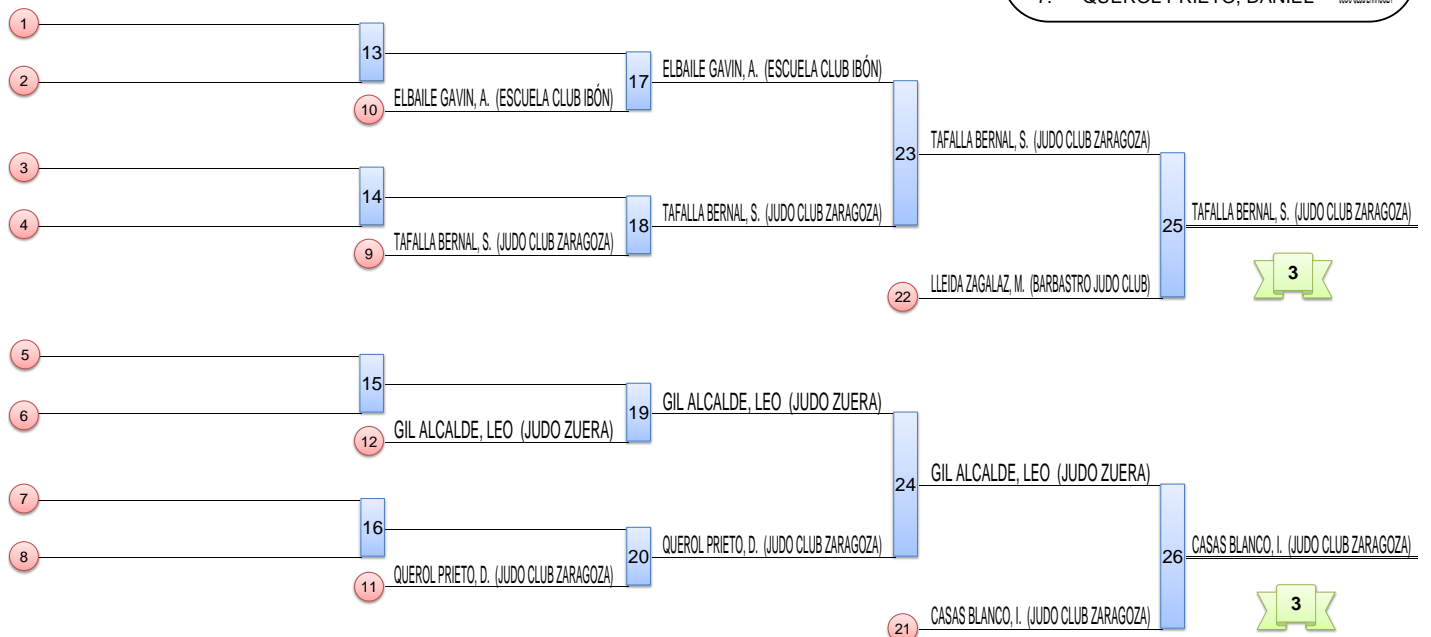 7. QUEROL PRIETO, DANIEL
1
13
2
10 ELBAILE GAVIN, A. (ESCUELA CLUB IBÓN)
17 ELBAILE GAVIN, A. (ESCUELA CLUB IBÓN)
3
14
4
9 TAFALLA BERNAL, S. (JUDO CLUB ZARAGOZA)
18 TAFALLA BERNAL, S. (JUDO CLUB ZARAGOZA)
23 TAFALLA BERNAL, S. (JUDO CLUB ZARAGOZA)
22 LLEIDA ZAGALAZ, M. (BARBASTRO JUDO CLUB)
25 TAFALLA BERNAL, S. (JUDO CLUB ZARAGOZA)
3
5
15
6
12 GIL ALCALDE, LEO (JUDO ZUERA)
19 GIL ALCALDE, LEO (JUDO ZUERA)
7
16
8
11 QUEROL PRIETO, D. (JUDO CLUB ZARAGOZA)
20 QUEROL PRIETO, D. (JUDO CLUB ZARAGOZA)
24 GIL ALCALDE, LEO (JUDO ZUERA)
21 CASAS BLANCO, I. (JUDO CLUB ZARAGOZA)
26 CASAS BLANCO, I. (JUDO CLUB ZARAGOZA)
3